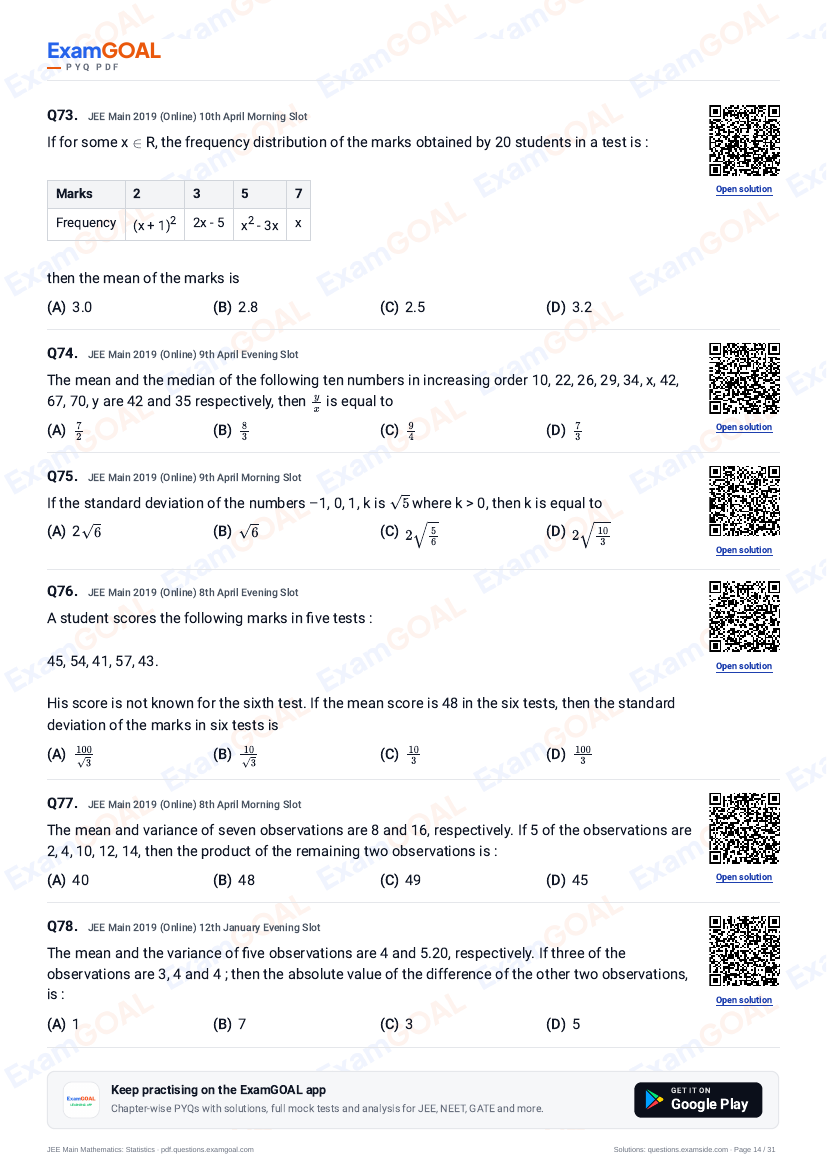 ExamGOAL
PYQ PDF
Q73. JEE Main 2019 (Online) 10th April Morning Slot
If for some x ∈ R, the frequency distribution of the marks obtained by 20 students in a test is :
Open solution
Marks 2 3 5 7
Frequency (x + 1)² 2x - 5 x² - 3x x
then the mean of the marks is
(A) 3.0 (B) 2.8 (C) 2.5 (D) 3.2
Q74. JEE Main 2019 (Online) 9th April Evening Slot
The mean and the median of the following ten numbers in increasing order 10, 22, 26, 29, 34, x, 42,
67, 70, y are 42 and 35 respectively, then y/x is equal to
Open solution
(A) 7/2 (B) 8/3 (C) 9/4 (D) 7/3
Q75. JEE Main 2019 (Online) 9th April Morning Slot
If the standard deviation of the numbers −1, 0, 1, k is √5 where k > 0, then k is equal to
(A) 2√6 (B) √6 (C) 2√(5/6) (D) 2√(10/3)
Open solution
Q76. JEE Main 2019 (Online) 8th April Evening Slot
A student scores the following marks in five tests :
45, 54, 41, 57, 43.
Open solution
His score is not known for the sixth test. If the mean score is 48 in the six tests, then the standard
deviation of the marks in six tests is
(A) 100/√3 (B) 10/√3 (C) 10/3 (D) 100/3
Q77. JEE Main 2019 (Online) 8th April Morning Slot
The mean and variance of seven observations are 8 and 16, respectively. If 5 of the observations are
2, 4, 10, 12, 14, then the product of the remaining two observations is :
Open solution
(A) 40 (B) 48 (C) 49 (D) 45
Q78. JEE Main 2019 (Online) 12th January Evening Slot
The mean and the variance of five observations are 4 and 5.20, respectively. If three of the
observations are 3, 4 and 4 ; then the absolute value of the difference of the other two observations,
is :
Open solution
(A) 1 (B) 7 (C) 3 (D) 5
ExamGOAL
Keep practising on the ExamGOAL app
Chapter-wise PYQs with solutions, full mock tests and analysis for JEE, NEET, GATE and more.
GET IT ON
Google Play
JEE Main Mathematics: Statistics · pdf.questions.examgoal.com
Solutions: questions.examside.com · Page 14 / 31